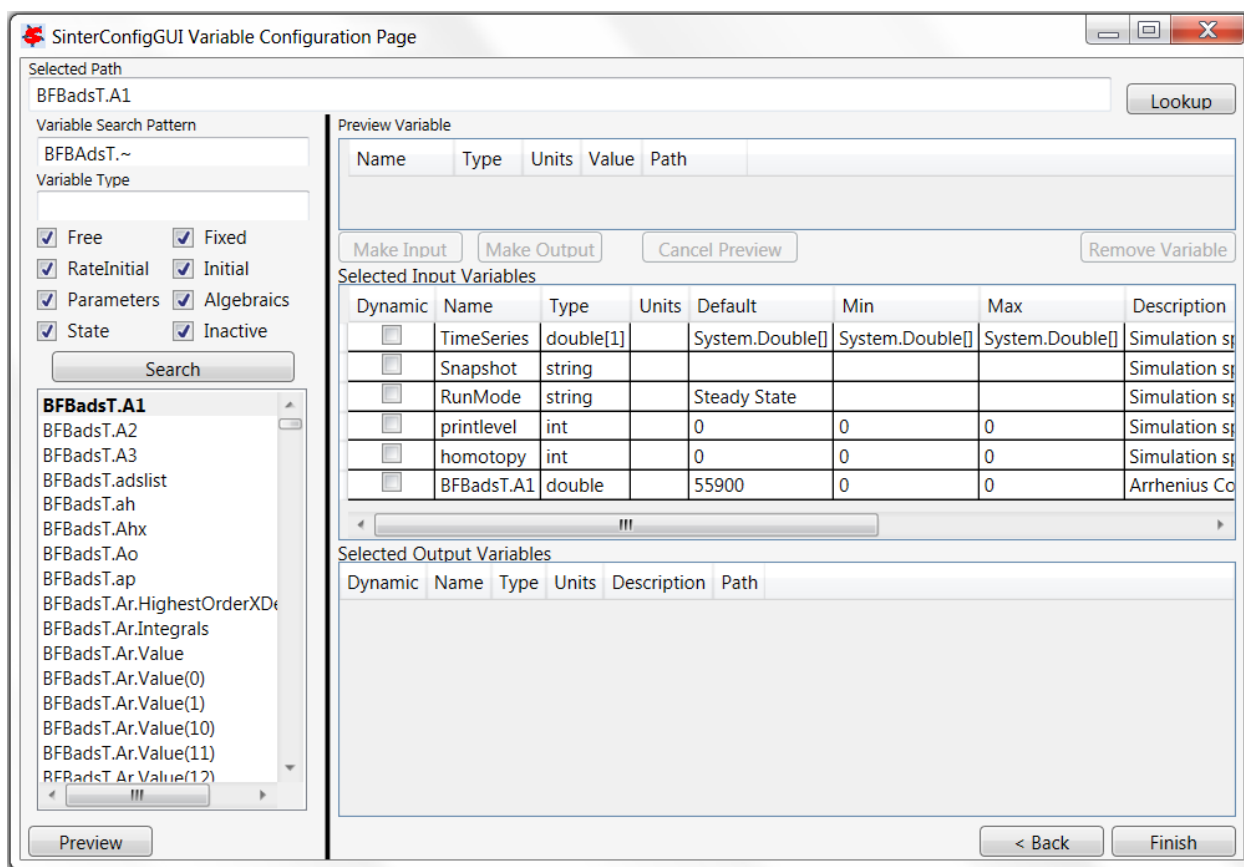 SinterConfigGUI Variable Configuration Page
Selected Path
BFBadsT.A1
Lookup
Variable Search Pattern
BFBAdsT.~
Variable Type
Free Fixed
RateInitial Initial
Parameters Algebraics
State Inactive
Search
BFBadsT.A1
BFBadsT.A2
BFBadsT.A3
BFBadsT.adslist
BFBadsT.ah
BFBadsT.Ahx
BFBadsT.Ao
BFBadsT.ap
BFBadsT.Ar.HighestOrderXDe
BFBadsT.Ar.Integrals
BFBadsT.Ar.Value
BFBadsT.Ar.Value(0)
BFBadsT.Ar.Value(1)
BFBadsT.Ar.Value(10)
BFBadsT.Ar.Value(11)
BFBadsT.Ar.Value(12)
Preview
Preview Variable
Name Type Units Value Path
Make Input Make Output Cancel Preview Remove Variable
Selected Input Variables
Dynamic Name Type Units Default Min Max Description
TimeSeries double[1] System.Double[] System.Double[] System.Double[] Simulation sp
Snapshot string Simulation sp
RunMode string Steady State Simulation sp
printlevel int 0 0 0 Simulation sp
homotopy int 0 0 0 Simulation sp
BFBadsT.A1 double 55900 0 0 Arrhenius Co
Selected Output Variables
Dynamic Name Type Units Description Path
< Back Finish